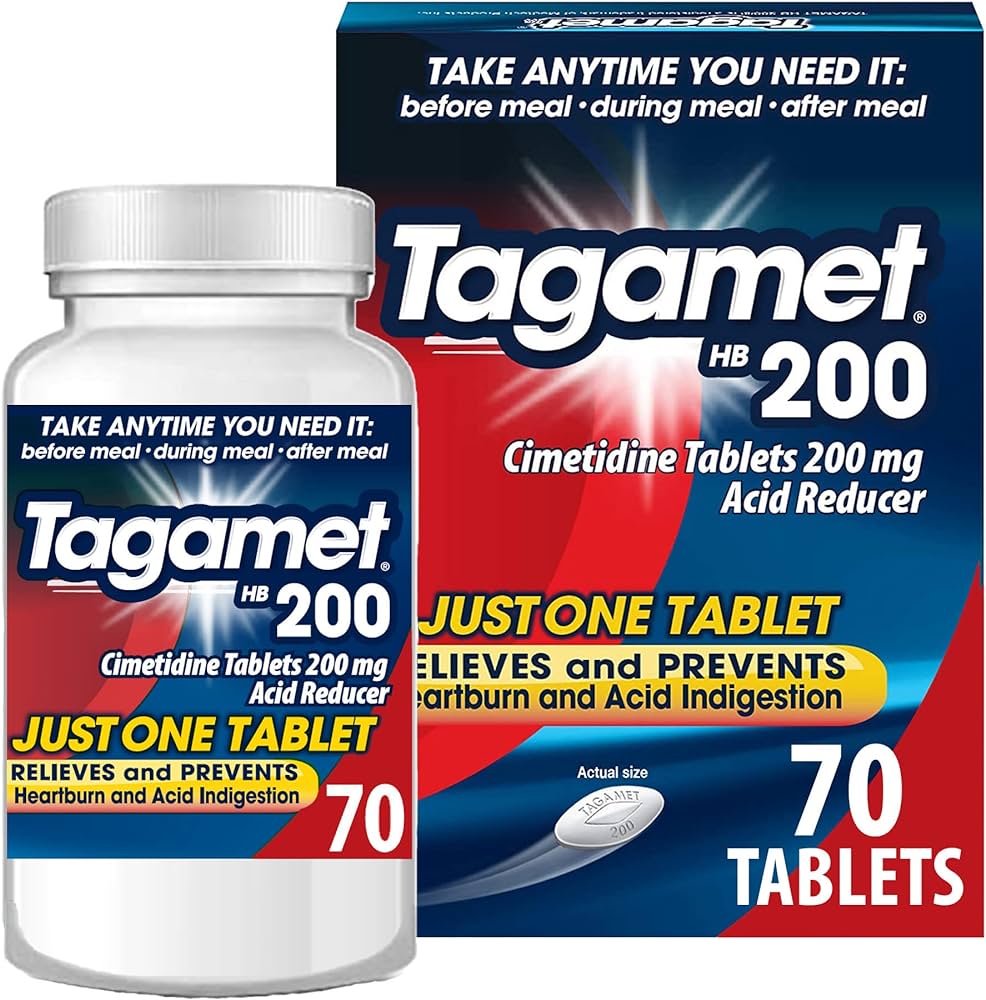 Tagamet
TAKE ANYTIME YOU NEED IT:
before meal • during meal • after meal
Tagamet®
HB 200
Cimetidine Tablets 200 mg
Acid Reducer
JUST ONE TABLET
RELIEVES and PREVENTS
Heartburn and Acid Indigestion
70
TAKE ANYTIME YOU NEED IT:
before meal • during meal • after meal
Tagamet®
HB 200
Cimetidine Tablets 200 mg
Acid Reducer
JUST ONE TABLET
ELIEVES and PREVENTS
eartburn and Acid Indigestion
Actual size
TAGAMET
200
70
TABLETS